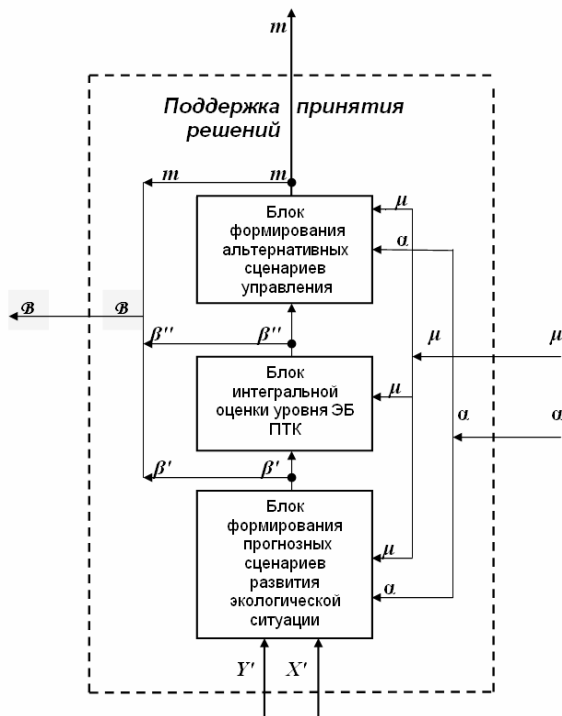 m
Поддержка принятия
решений
m m
Блок
формирования
альтернативных
сценариев
управления
μ
α
ℬ ℬ
β'' β''
μ μ
Блок
интегральной
оценки уровня ЭБ
ПТК
μ
α α
β' β'
Блок
формирования
прогнозных
сценариев
развития
экологической
ситуации
μ
α
Y' X'